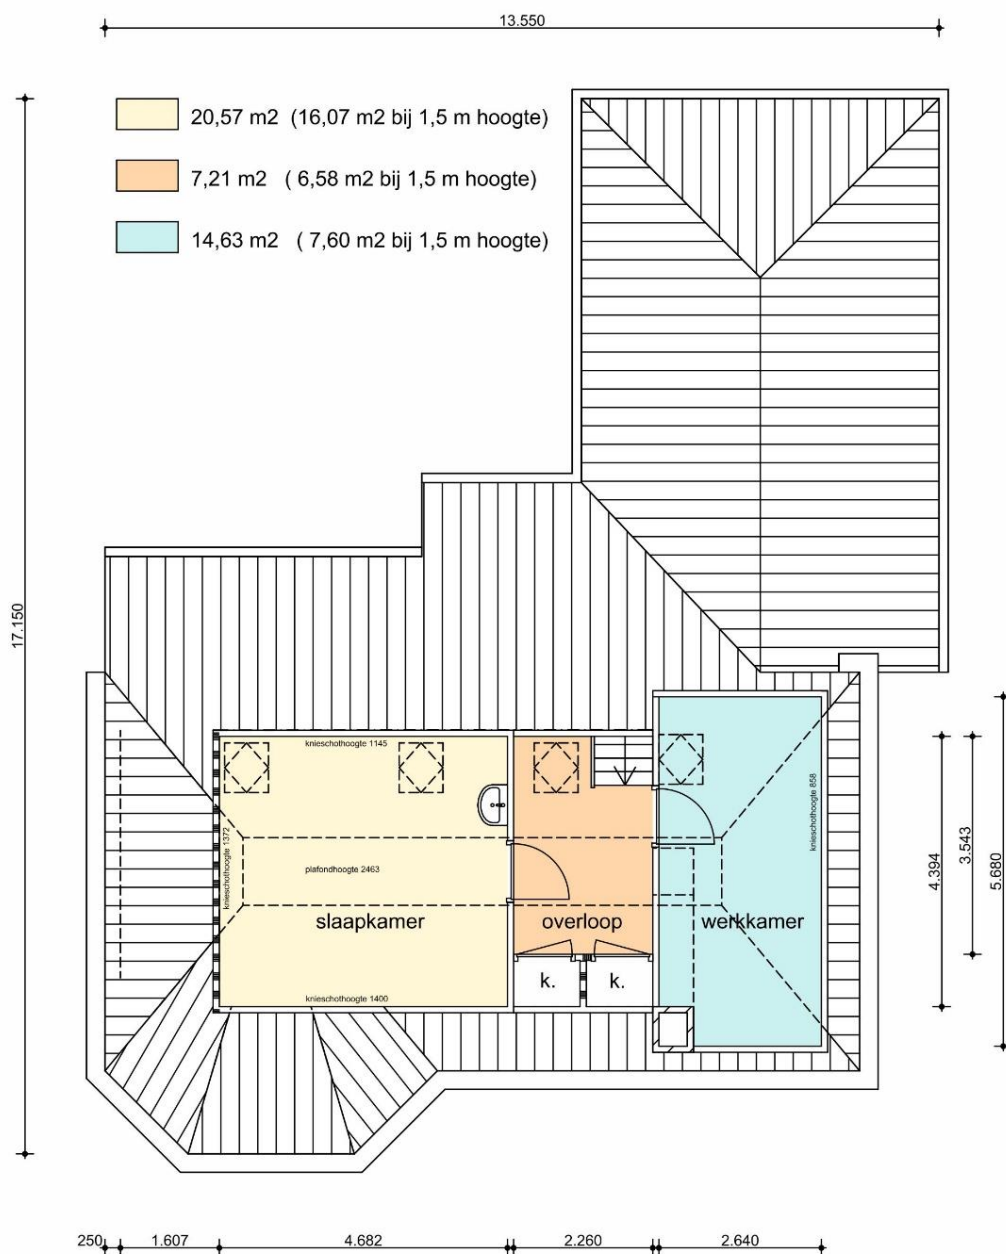 13.550
20,57 m2 (16,07 m2 bij 1,5 m hoogte)
7,21 m2 ( 6,58 m2 bij 1,5 m hoogte)
14,63 m2 ( 7,60 m2 bij 1,5 m hoogte)
17.150
knieschothoogte 1145
knieschothoogte 858
knieschothoogte 1372
plafondhoogte 2463
4.394
3.543
5.680
slaapkamer
overloop
werkkamer
k.
k.
knieschothoogte 1400
250
1.607
4.682
2.260
2.640